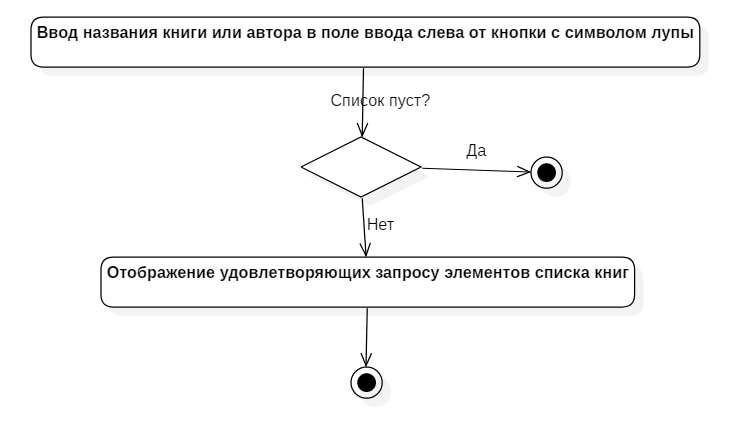 Ввод названия книги или автора в поле ввода слева от кнопки с символом лупы
Список пуст?
Да
Нет
Отображение удовлетворяющих запросу элементов списка книг